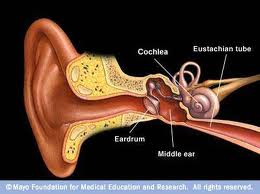 Cochlea
Eustachian tube
Eardrum
Middle ear
© Mayo Foundation for Medical Education and Research. All rights reserved.